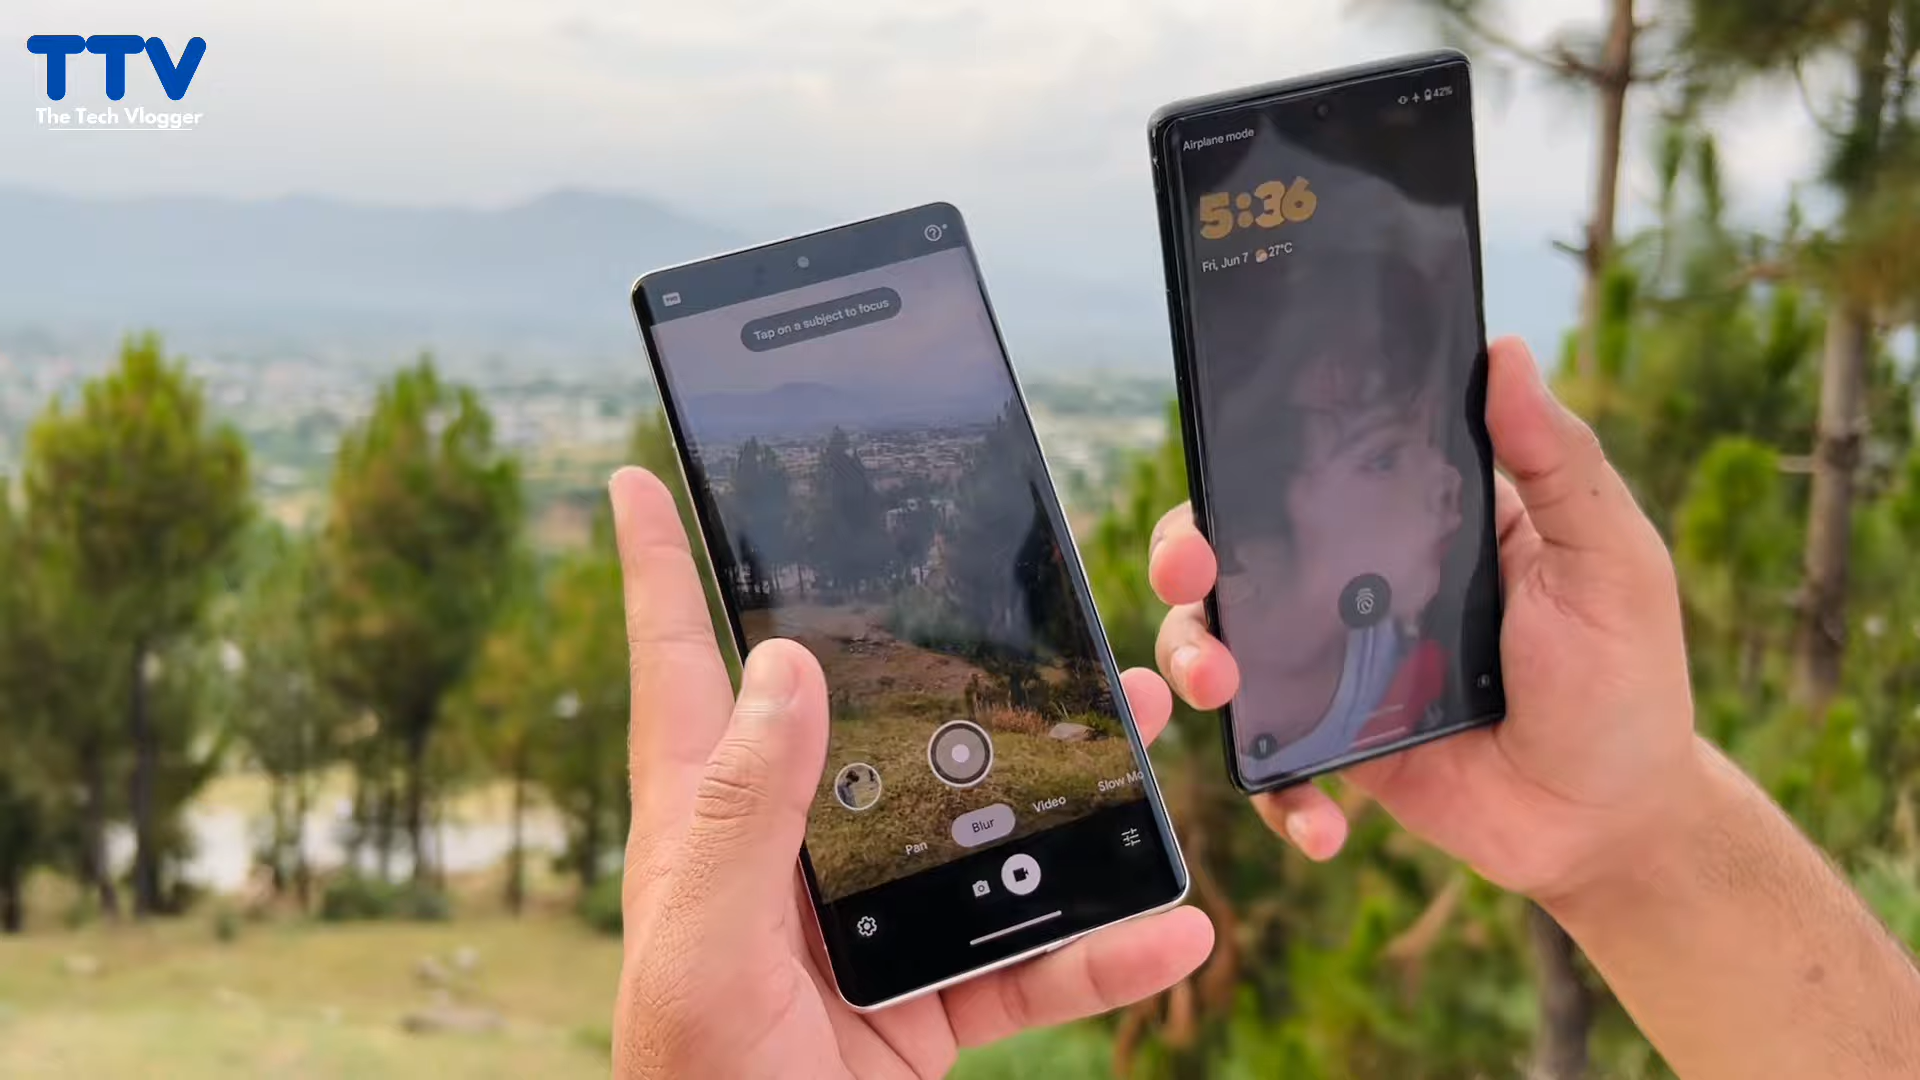 TTV
The Tech Vlogger
Tap on a subject to focus
Slow Mo
Video
Blur
Pan
42%
Airplane mode
5:36
Fri, Jun 7 27°C